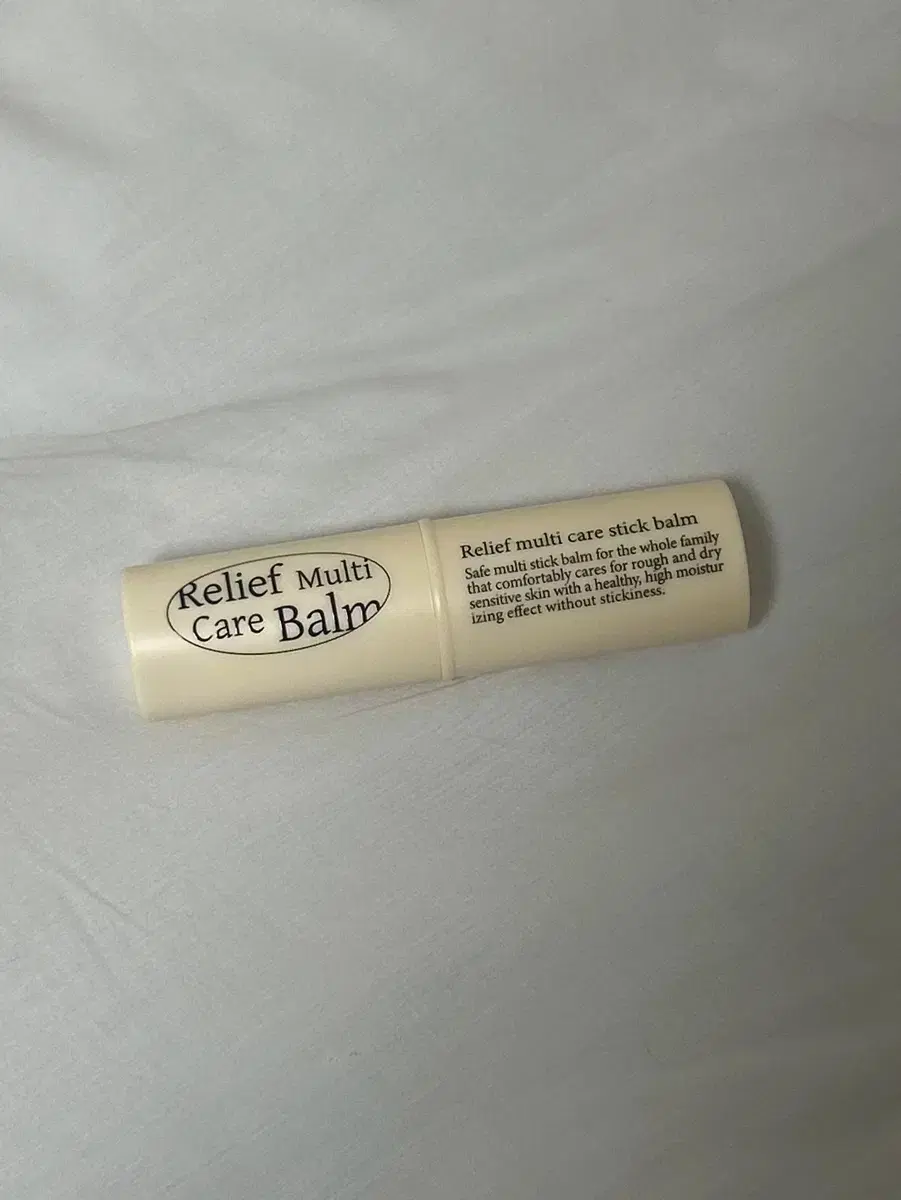 Relief Multi
Care Balm
Relief multi care stick balm
Safe multi stick balm for the whole family
that comfortably cares for rough and dry
sensitive skin with a healthy, high moistur
izing effect without stickiness.